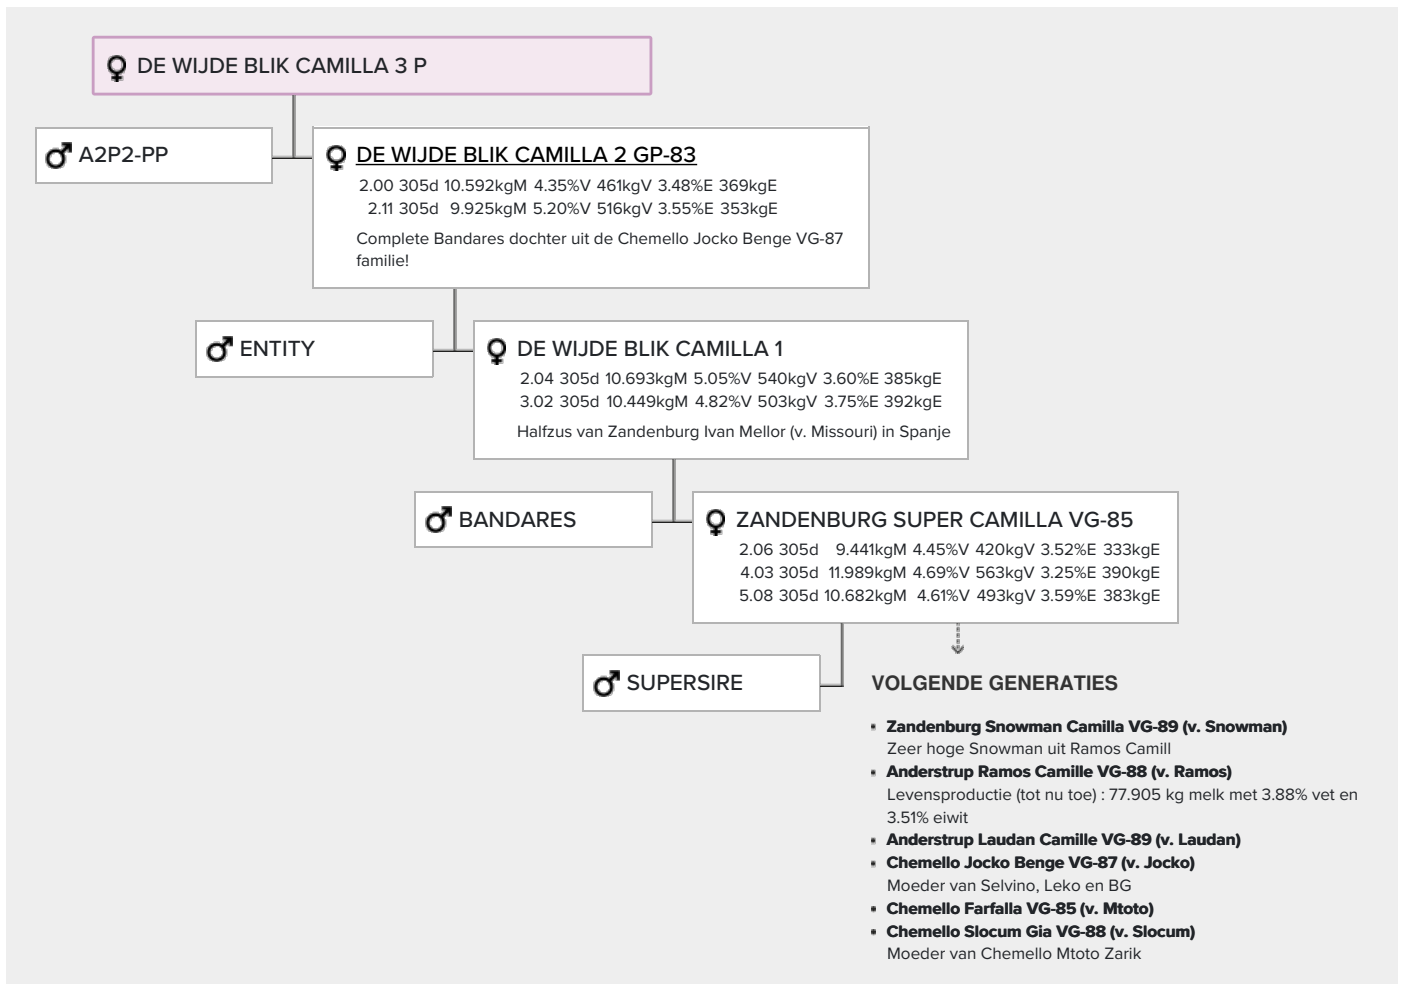 DE WIJDE BLIK CAMILLA 3 P
A2P2-PP
DE WIJDE BLIK CAMILLA 2 GP-83
2.00 305d 10.592kgM 4.35%V 461kgV 3.48%E 369kgE
2.11 305d 9.925kgM 5.20%V 516kgV 3.55%E 353kgE
Complete Bandares dochter uit de Chemello Jocko Benge VG-87
familie!
ENTITY
DE WIJDE BLIK CAMILLA 1
2.04 305d 10.693kgM 5.05%V 540kgV 3.60%E 385kgE
3.02 305d 10.449kgM 4.82%V 503kgV 3.75%E 392kgE
Halfzus van Zandenburg Ivan Mellor (v. Missouri) in Spanje
BANDARES
ZANDENBURG SUPER CAMILLA VG-85
2.06 305d 9.441kgM 4.45%V 420kgV 3.52%E 333kgE
4.03 305d 11.989kgM 4.69%V 563kgV 3.25%E 390kgE
5.08 305d 10.682kgM 4.61%V 493kgV 3.59%E 383kgE
SUPERSIRE
VOLGENDE GENERATIES
Zandenburg Snowman Camilla VG-89 (v. Snowman)
Zeer hoge Snowman uit Ramos Camill
Anderstrup Ramos Camille VG-88 (v. Ramos)
Levensproductie (tot nu toe) : 77.905 kg melk met 3.88% vet en
3.51% eiwit
Anderstrup Laudan Camille VG-89 (v. Laudan)
Chemello Jocko Benge VG-87 (v. Jocko)
Moeder van Selvino, Leko en BG
Chemello Farfalla VG-85 (v. Mtoto)
Chemello Slocum Gia VG-88 (v. Slocum)
Moeder van Chemello Mtoto Zarik